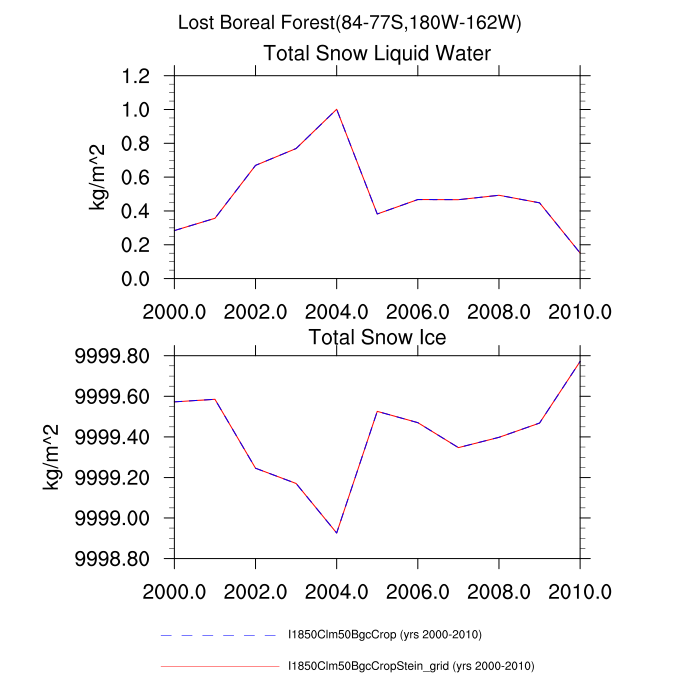 Lost Boreal Forest(84-77S,180W-162W)
Total Snow Liquid Water
kg/m^2
1.2
1.0
0.8
0.6
0.4
0.2
0.0
2000.0 2002.0 2004.0 2006.0 2008.0 2010.0
Total Snow Ice
kg/m^2
9999.80
9999.60
9999.40
9999.20
9999.00
9998.80
2000.0 2002.0 2004.0 2006.0 2008.0 2010.0
I1850Clm50BgcCrop (yrs 2000-2010)
I1850Clm50BgcCropStein_grid (yrs 2000-2010)